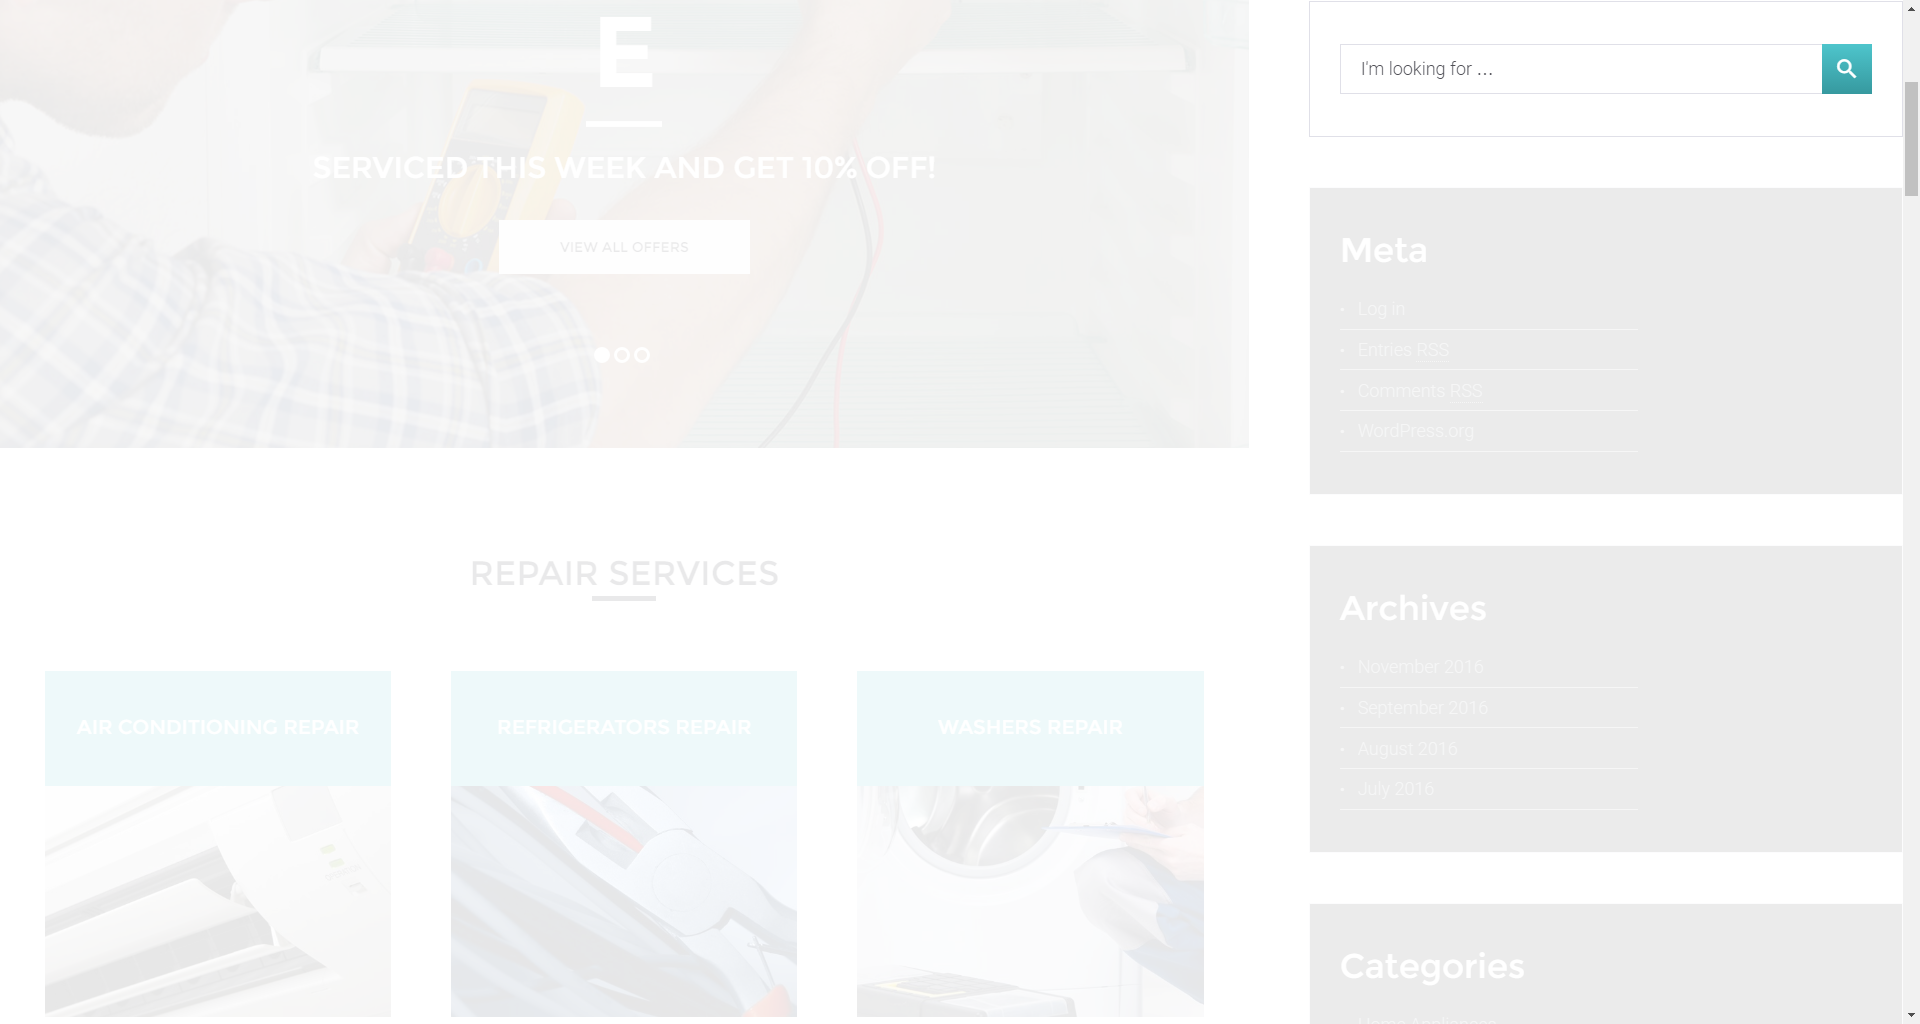 E
SERVICED THIS WEEK AND GET 10% OFF!
VIEW ALL OFFERS
REPAIR SERVICES
AIR CONDITIONING REPAIR
REFRIGERATORS REPAIR
WASHERS REPAIR
I'm looking for …
Meta
Log in
Entries RSS
Comments RSS
WordPress.org
Archives
November 2016
September 2016
August 2016
July 2016
Categories
Home Appliances